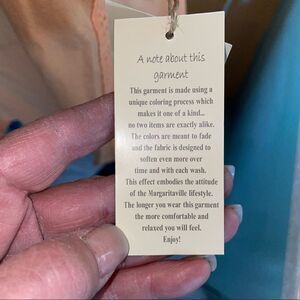 A note about this
garment
This garment is made using a
unique coloring process which
makes it one of a kind...
no two items are exactly alike.
The colors are meant to fade
and the fabric is designed to
soften even more over
time and with each wash.
This effect embodies the attitude
of the Margaritaville lifestyle.
The longer you wear this garment
the more comfortable and
relaxed you will feel.
Enjoy!